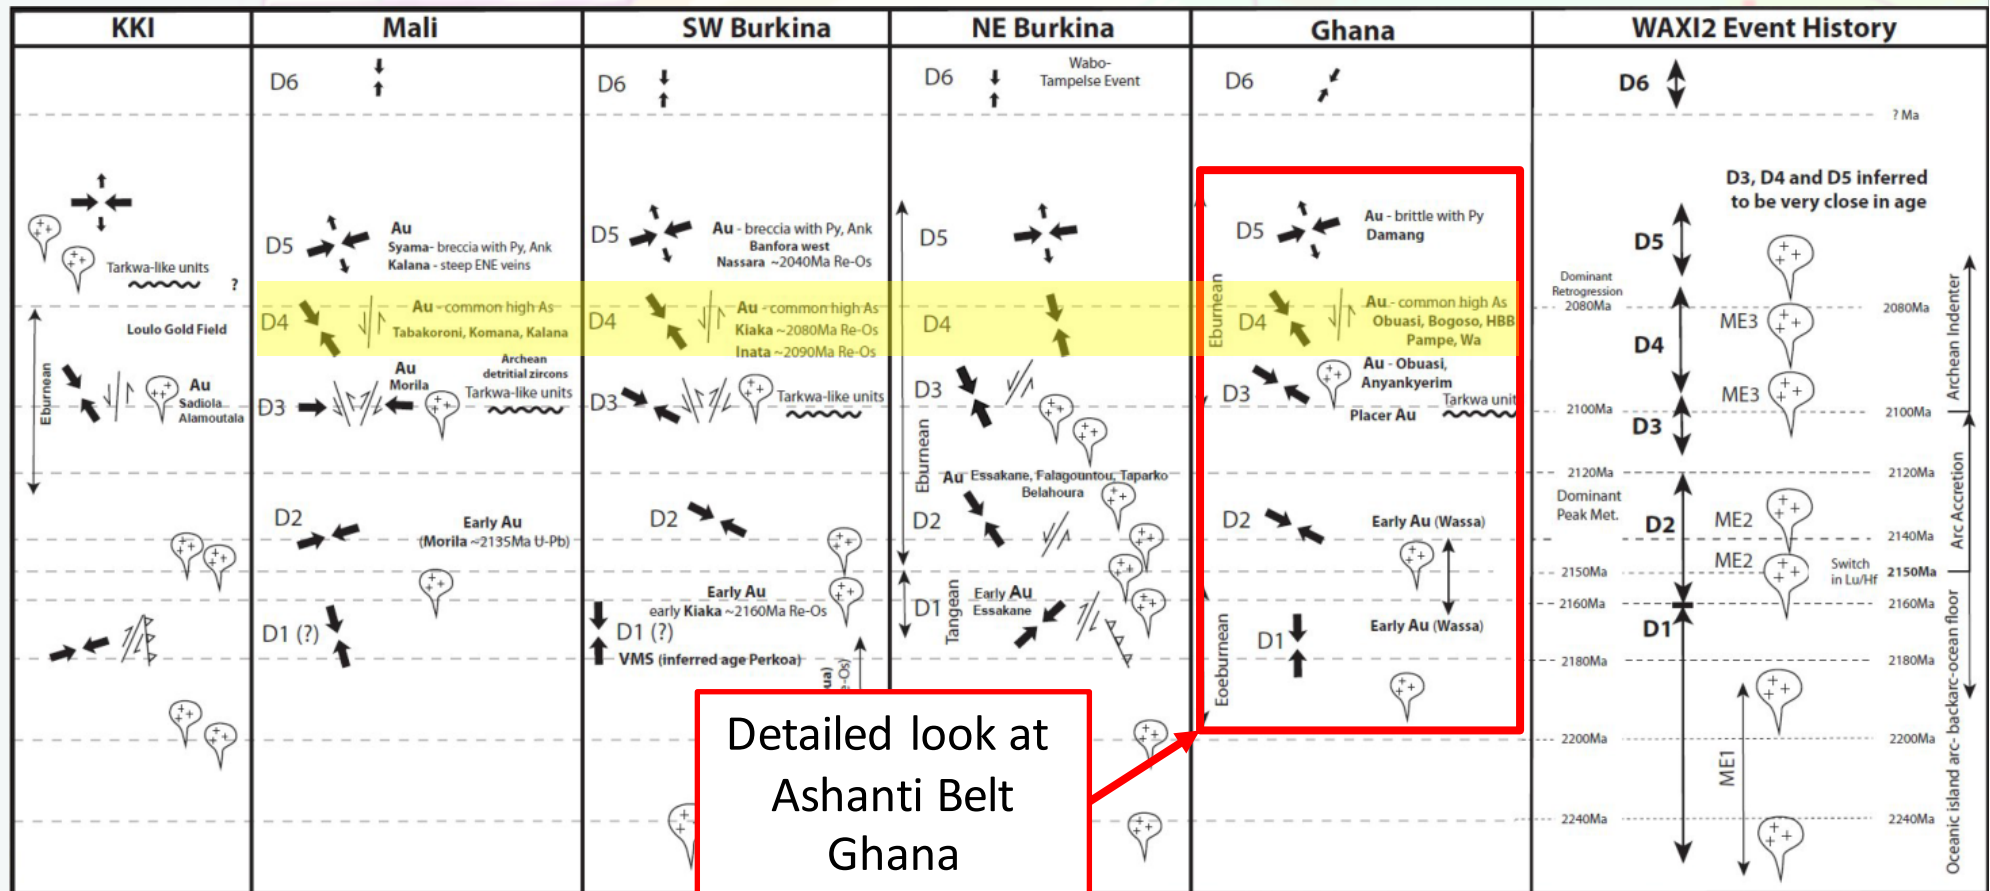 KKI
Tarkwa-like units
?
Loulo Gold Field
Eburnean
Au
Sadiola
Alamoutala
Mali
D6
D5
Au
Syama- breccia with Py, Ank
Kalana - steep ENE veins
D4
Au - common high As
Tabakoroni, Komana, Kalana
Archean
detritial zircons
Au
Morila
Tarkwa-like units
D3
D2
Early Au
(Morila ~2135Ma U-Pb)
D1 (?)
SW Burkina
D6
D5
Au - breccia with Py, Ank
Banfora west
Nassara ~2040Ma Re-Os
D4
Au - common high As
Kiaka ~2080Ma Re-Os
Inata ~2090Ma Re-Os
D3
Tarkwa-like units
D2
Early Au
early Kiaka ~2160Ma Re-Os
D1 (?)
VMS (inferred age Perkoa)
NE Burkina
D6
Wabo-
Tampelse Event
D5
D4
D3
Eburnean
Au Essakane, Falagountou, Taparko
Belahoura
D2
Tangean
D1
Early Au
Essakane
Ghana
D6
D5
Au - brittle with Py
Damang
Eburnean
D4
Au - common high As
Obuasi, Bogoso, HBB
Pampe, Wa
D3
Au - Obuasi,
Anyankyerim
Placer Au
Tarkwa unit
D2
Early Au (Wassa)
Eoeburnean
D1
Early Au (Wassa)
WAXI2 Event History
D6
? Ma
D3, D4 and D5 inferred
to be very close in age
D5
Dominant
Retrogression
2080Ma
ME3
2080Ma
D4
ME3
2100Ma
2100Ma
D3
2120Ma
2120Ma
Dominant
Peak Met.
D2
ME2
2140Ma
ME2
Switch
in Lu/Hf
2150Ma
2150Ma
2160Ma
2160Ma
D1
2180Ma
2180Ma
ME1
2200Ma
2200Ma
2240Ma
2240Ma
Archean Indenter
Arc Accretion
Oceanic island arc- backarc-ocean floor
Detailed look at
Ashanti Belt
Ghana